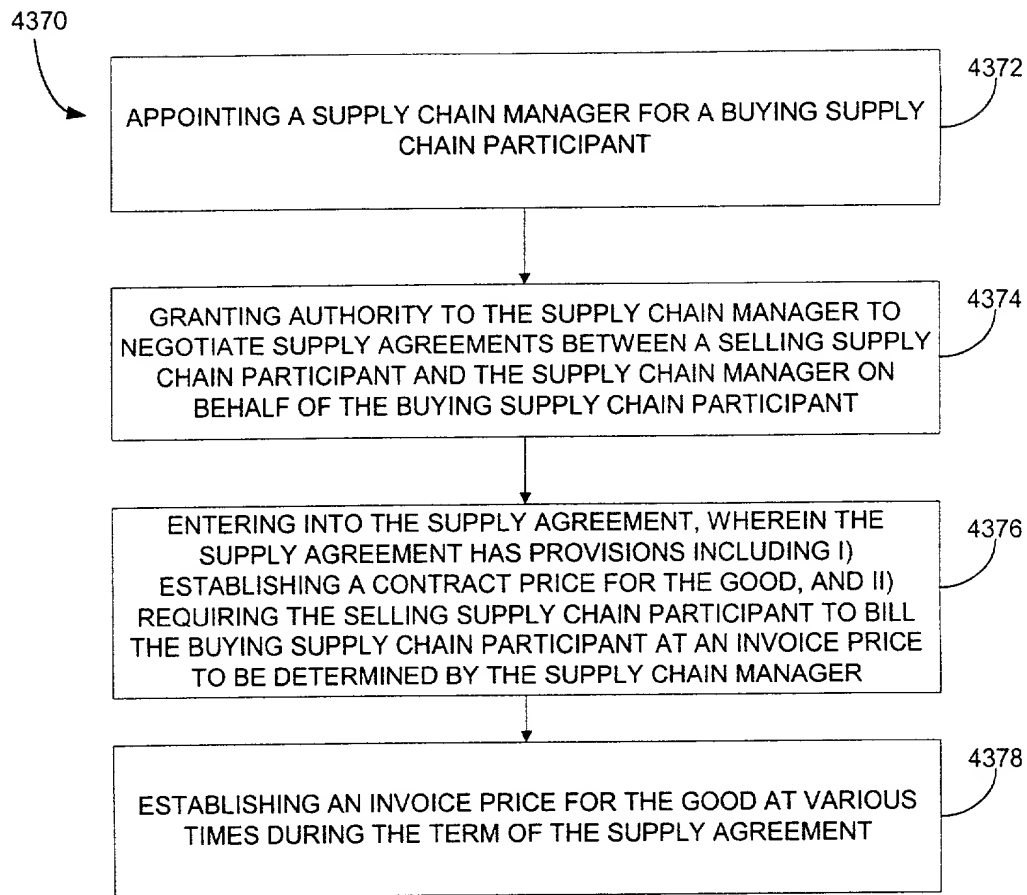 4370
4372
APPOINTING A SUPPLY CHAIN MANAGER FOR A BUYING SUPPLY
CHAIN PARTICIPANT
4374
GRANTING AUTHORITY TO THE SUPPLY CHAIN MANAGER TO
NEGOTIATE SUPPLY AGREEMENTS BETWEEN A SELLING SUPPLY
CHAIN PARTICIPANT AND THE SUPPLY CHAIN MANAGER ON
BEHALF OF THE BUYING SUPPLY CHAIN PARTICIPANT
4376
ENTERING INTO THE SUPPLY AGREEMENT, WHEREIN THE
SUPPLY AGREEMENT HAS PROVISIONS INCLUDING I)
ESTABLISHING A CONTRACT PRICE FOR THE GOOD, AND II)
REQUIRING THE SELLING SUPPLY CHAIN PARTICIPANT TO BILL
THE BUYING SUPPLY CHAIN PARTICIPANT AT AN INVOICE PRICE
TO BE DETERMINED BY THE SUPPLY CHAIN MANAGER
4378
ESTABLISHING AN INVOICE PRICE FOR THE GOOD AT VARIOUS
TIMES DURING THE TERM OF THE SUPPLY AGREEMENT